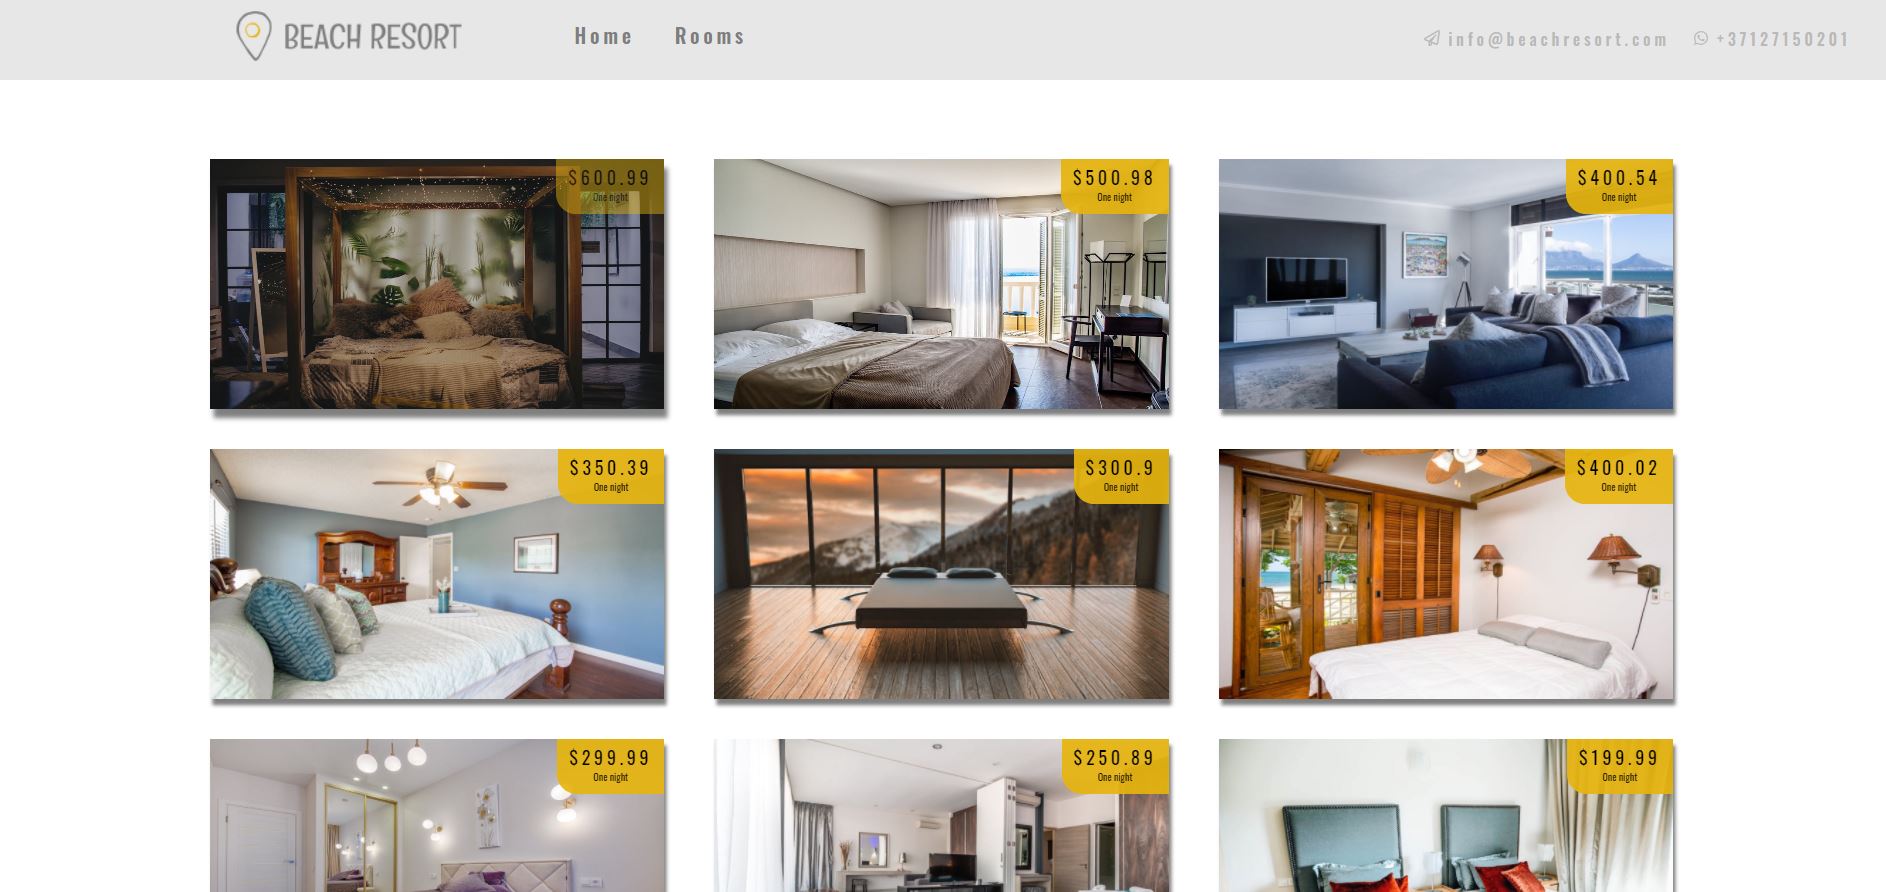 BEACH RESORT
Home Rooms
info@beachresort.com +37127150201
$600.99
One night
$500.98
One night
$400.54
One night
$350.39
One night
$300.9
One night
$400.02
One night
$299.99
One night
$250.89
One night
$199.99
One night